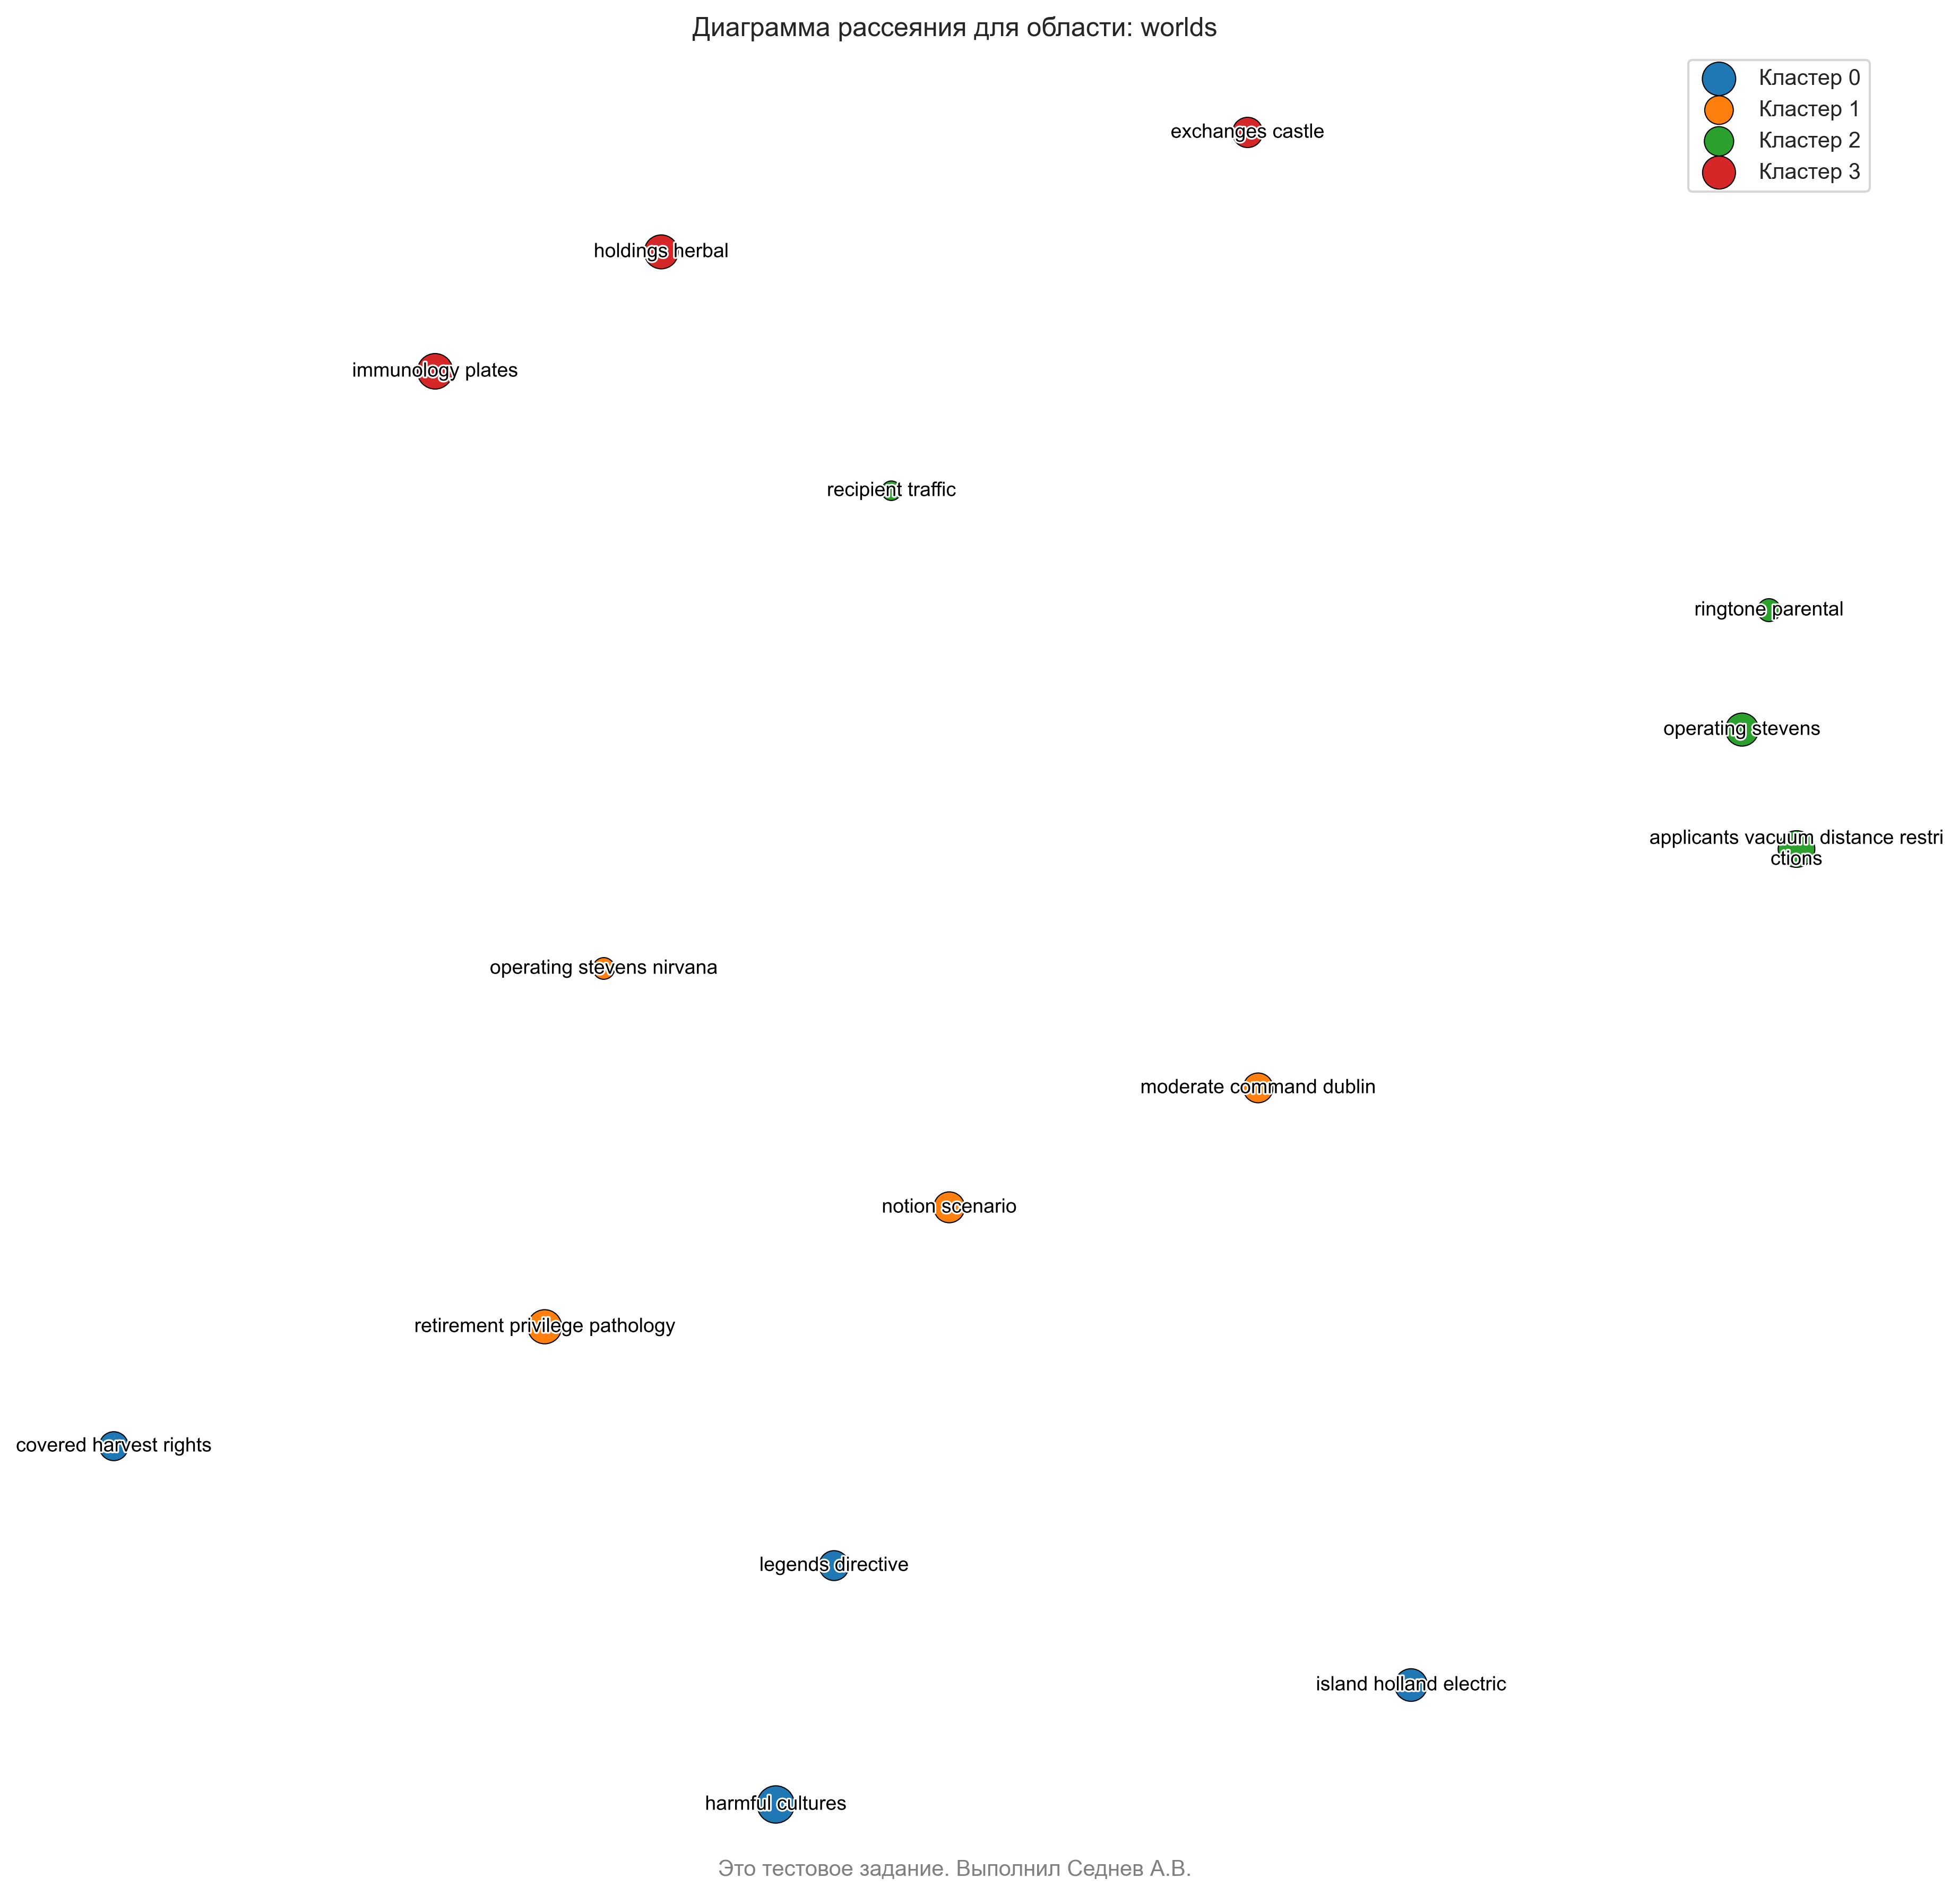 Диаграмма рассеяния для области: worlds
Кластер 0
Кластер 1
Кластер 2
Кластер 3
exchanges castle
holdings herbal
immunology plates
recipient traffic
ringtone parental
operating stevens
applicants vacuum distance restri
ctions
operating stevens nirvana
moderate command dublin
notion scenario
retirement privilege pathology
covered harvest rights
legends directive
island holland electric
harmful cultures
Это тестовое задание. Выполнил Седнев А.В.